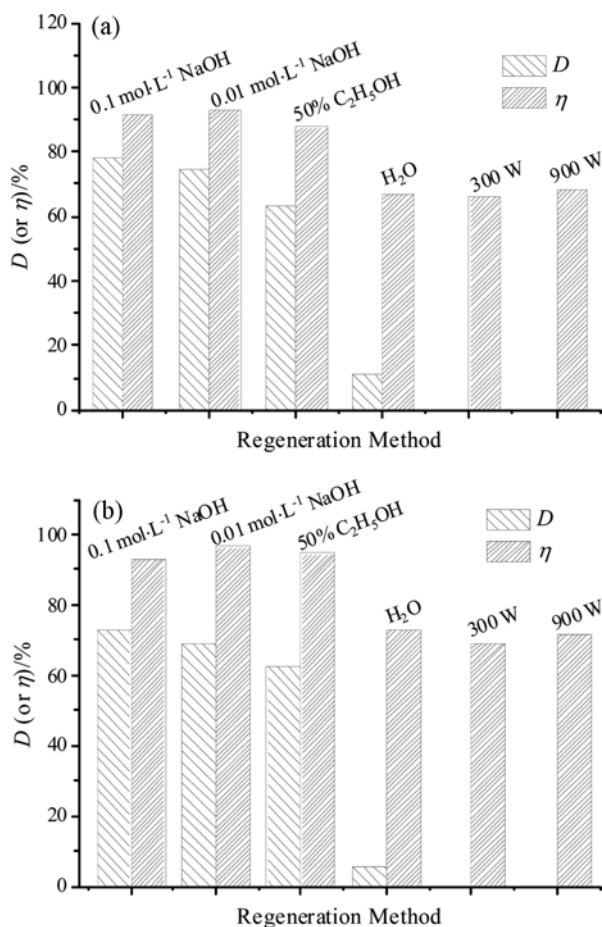 (a)
120
100
80
60
40
20
0
D (or η)/%
0.1 mol·L⁻¹ NaOH
0.01 mol·L⁻¹ NaOH
50% C₂H₅OH
H₂O
300 W
900 W
D
η
Regeneration Method
(b)
100
80
60
40
20
0
D (or η)/%
0.1 mol·L⁻¹ NaOH
0.01 mol·L⁻¹ NaOH
50% C₂H₅OH
H₂O
300 W
900 W
D
η
Regeneration Method